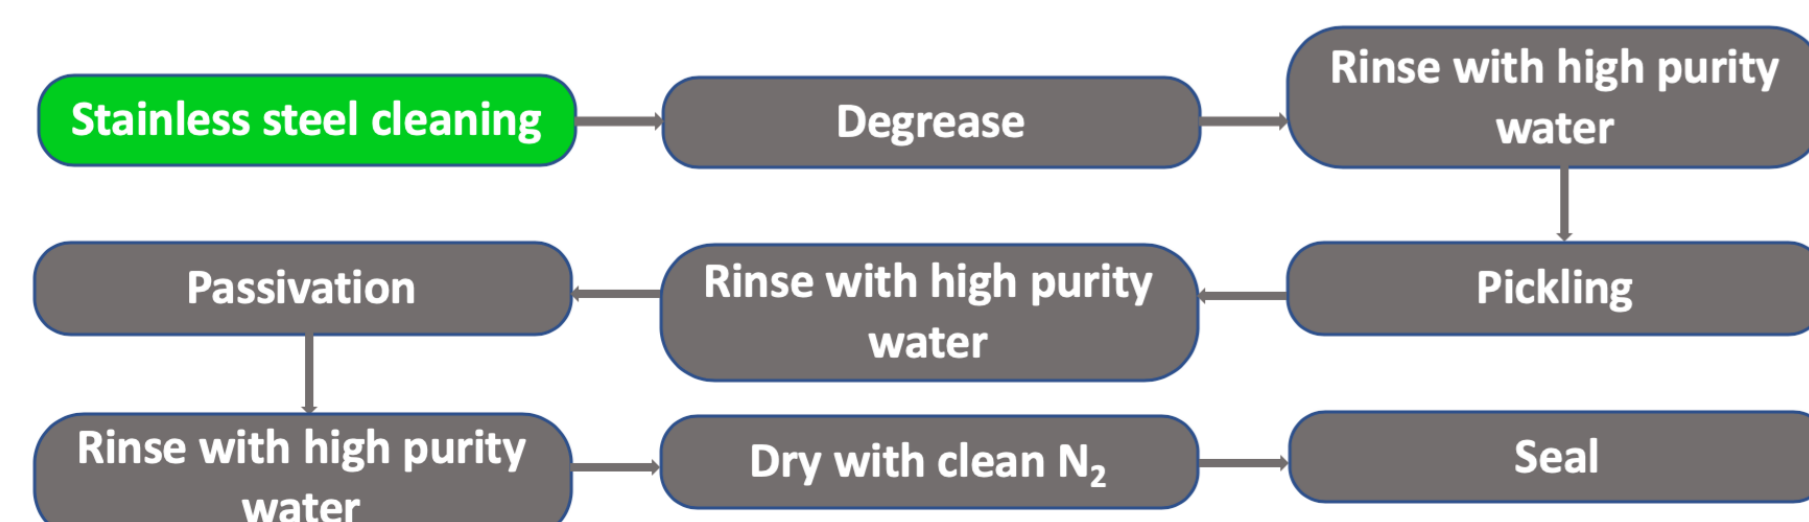 Stainless steel cleaning
Degrease
Rinse with high purity
water
Pickling
Rinse with high purity
water
Passivation
Rinse with high purity
water
Dry with clean N₂
Seal